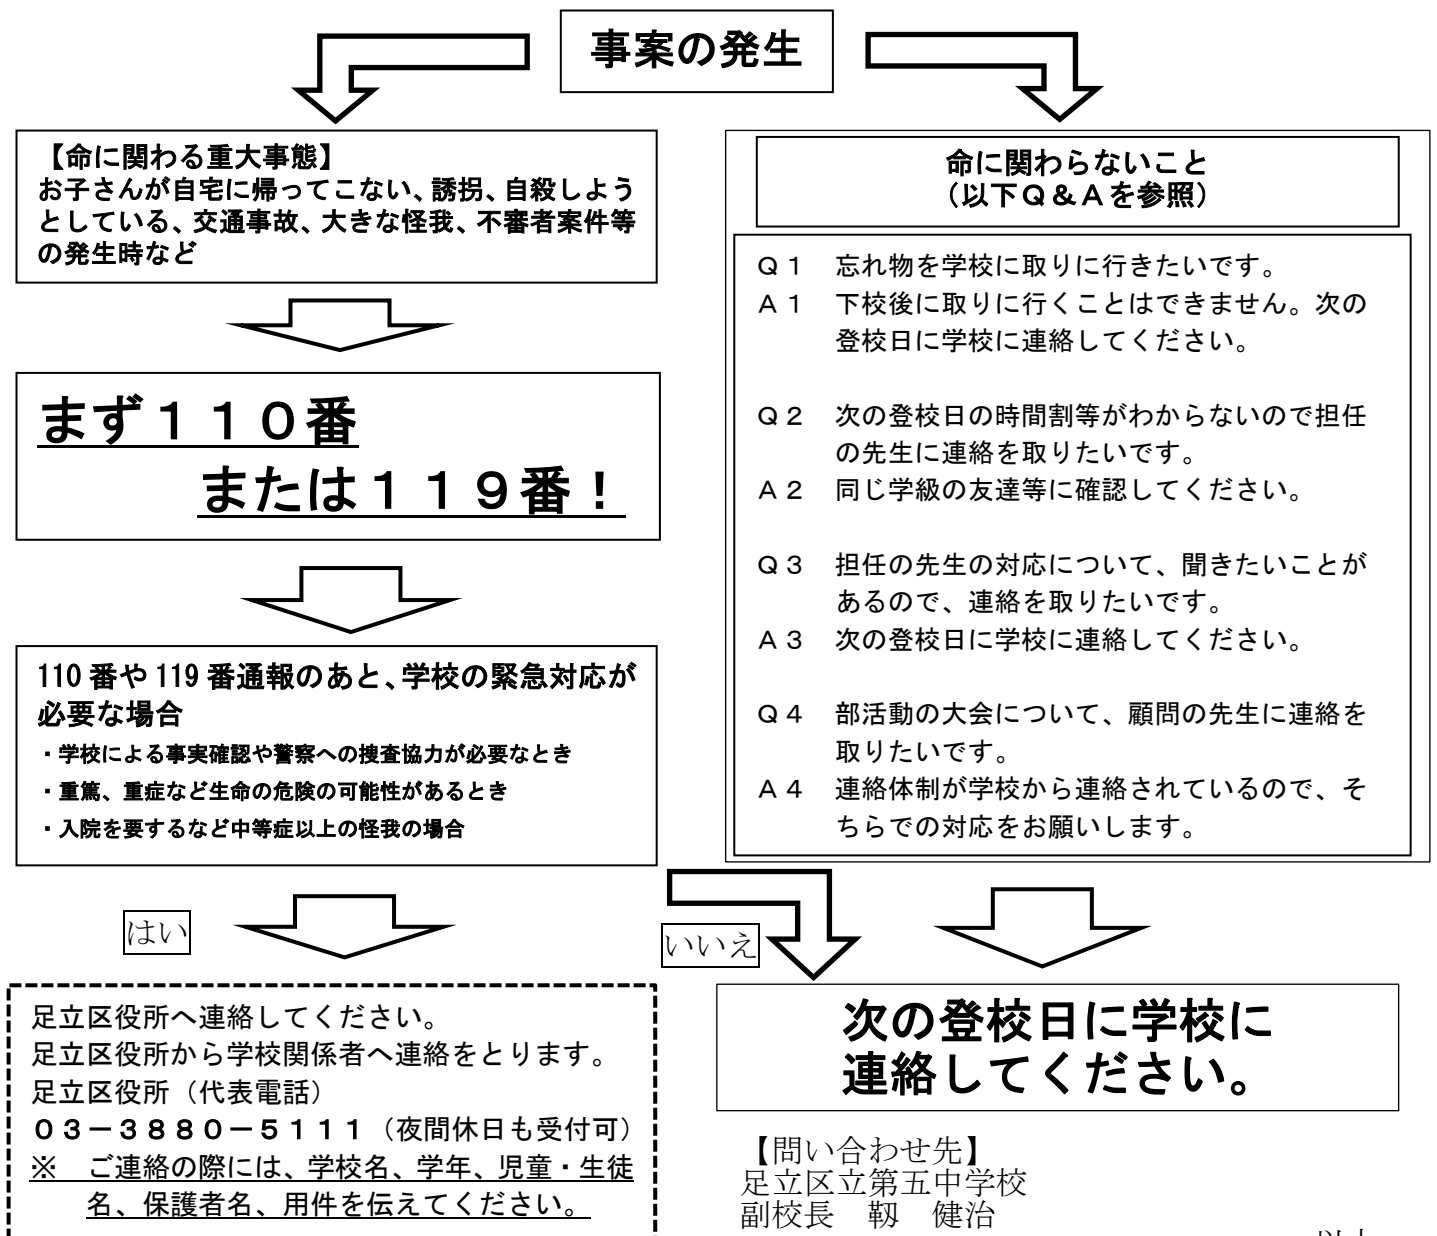 事案の発生
【命に関わる重大事態】
お子さんが自宅に帰ってこない、誘拐、自殺しよう
としている、交通事故、大きな怪我、不審者案件等
の発生時など
まず１１０番
または１１９番！
110番や119番通報のあと、学校の緊急対応が
必要な場合
・学校による事実確認や警察への捜査協力が必要なとき
・重篤、重症など生命の危険の可能性があるとき
・入院を要するなど中等症以上の怪我の場合
はい
いいえ
足立区役所へ連絡してください。
足立区役所から学校関係者へ連絡をとります。
足立区役所（代表電話）
０３－３８８０－５１１１（夜間休日も受付可）
※　ご連絡の際には、学校名、学年、児童・生徒
名、保護者名、用件を伝えてください。
命に関わらないこと
（以下Ｑ＆Ａを参照）
Ｑ１　忘れ物を学校に取りに行きたいです。
Ａ１　下校後に取りに行くことはできません。次の
登校日に学校に連絡してください。
Ｑ２　次の登校日の時間割等がわからないので担任
の先生に連絡を取りたいです。
Ａ２　同じ学級の友達等に確認してください。
Ｑ３　担任の先生の対応について、聞きたいことが
あるので、連絡を取りたいです。
Ａ３　次の登校日に学校に連絡してください。
Ｑ４　部活動の大会について、顧問の先生に連絡を
取りたいです。
Ａ４　連絡体制が学校から連絡されているので、そ
ちらでの対応をお願いします。
次の登校日に学校に
連絡してください。
【問い合わせ先】
足立区立第五中学校
副校長　靱　健治